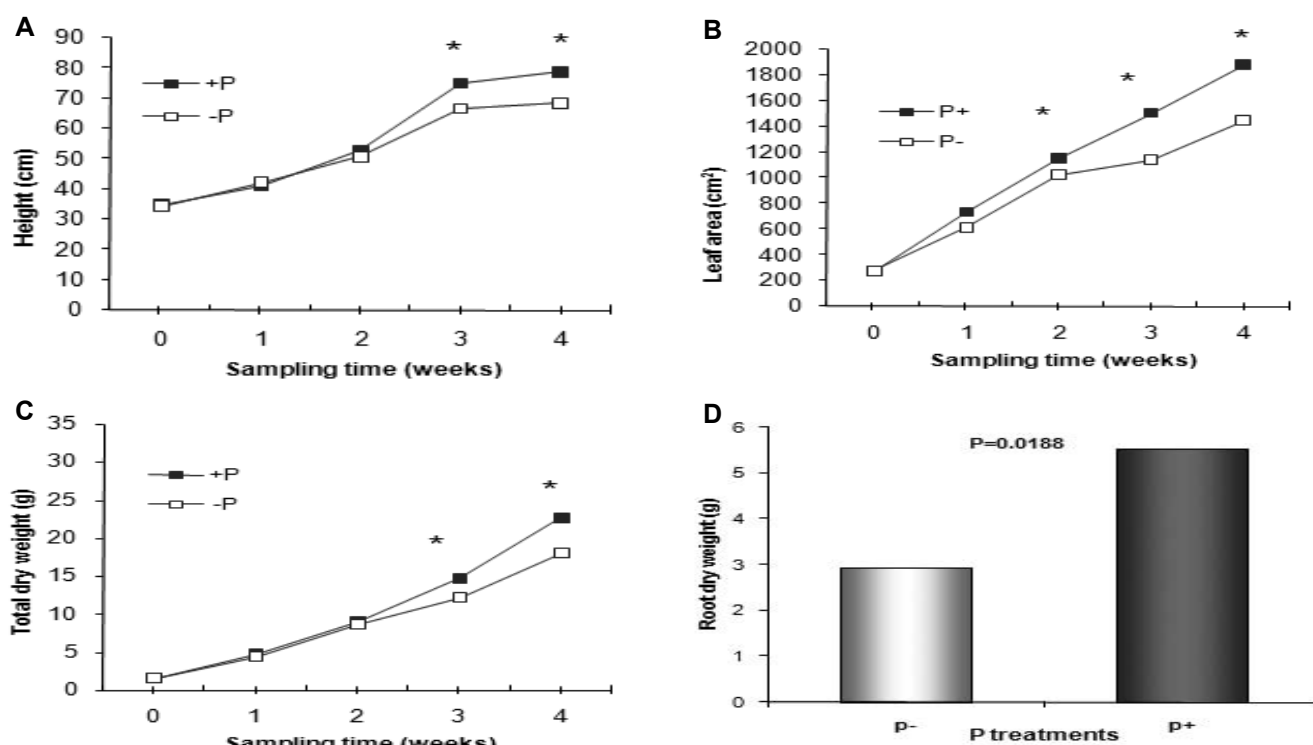 A
Height (cm)
90
80
70
60
50
40
30
20
10
0
+P
-P
*
*
0 1 2 3 4
Sampling time (weeks)
B
Leaf area (cm²)
2000
1800
1600
1400
1200
1000
800
600
400
200
0
P+
P-
*
*
*
0 1 2 3 4
Sampling time (weeks)
C
Total dry weight (g)
35
30
25
20
15
10
5
0
+P
-P
*
*
0 1 2 3 4
Sampling time (weeks)
D
Root dry weight (g)
6
5
4
3
2
1
0
P=0.0188
p- p+
P treatments